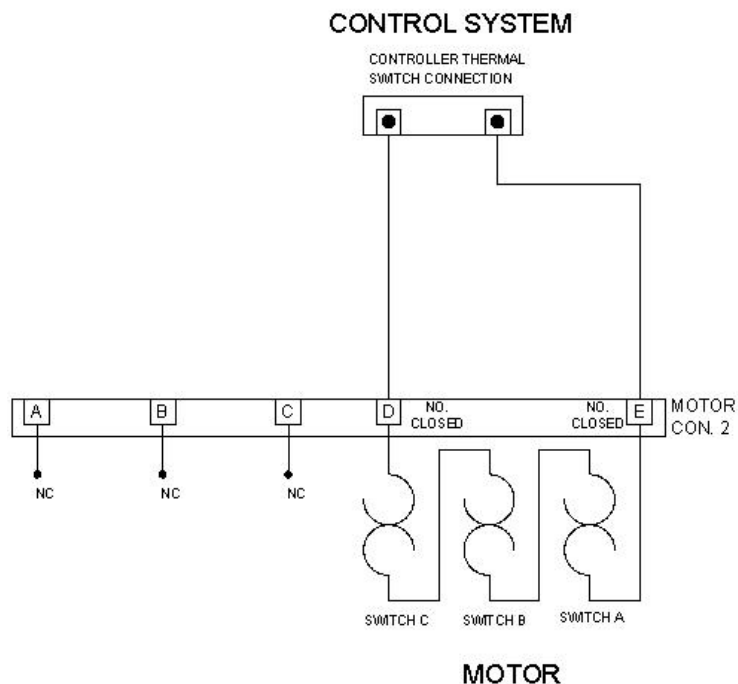 CONTROL SYSTEM
CONTROLLER THERMAL
SWITCH CONNECTION
A
B
C
D
NO.
CLOSED
NO.
CLOSED
E
MOTOR
CON. 2
NC
NC
NC
SWITCH C
SWITCH B
SWITCH A
MOTOR